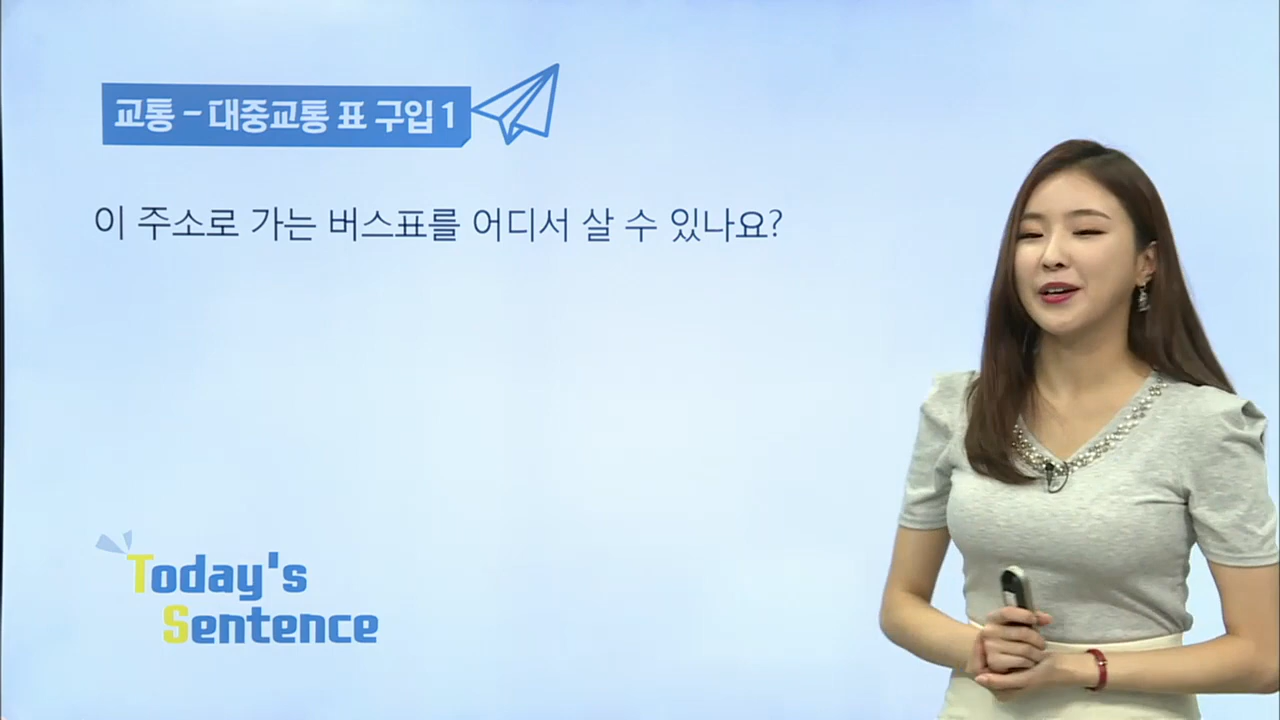 교통 - 대중교통 표 구입 1
이 주소로 가는 버스표를 어디서 살 수 있나요?
Today's
Sentence